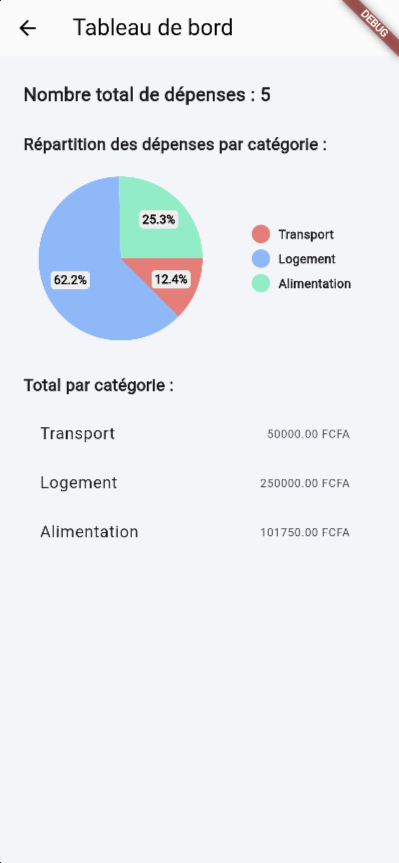 Tableau de bord
DEBUG
Nombre total de dépenses : 5
Répartition des dépenses par catégorie :
25.3%
62.2%
12.4%
Transport
Logement
Alimentation
Total par catégorie :
Transport 50000.00 FCFA
Logement 250000.00 FCFA
Alimentation 101750.00 FCFA